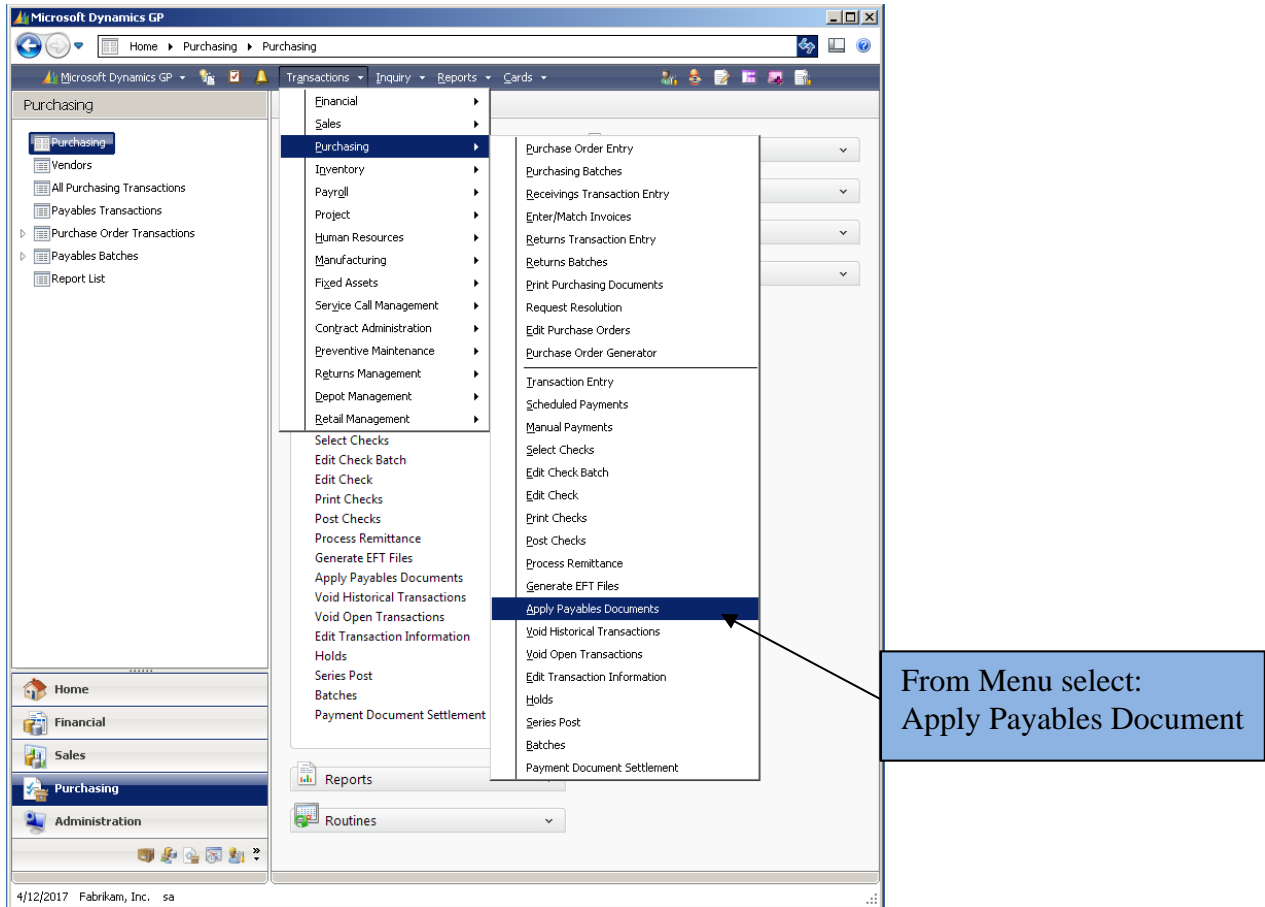 Microsoft Dynamics GP
Home Purchasing Purchasing
Microsoft Dynamics GP Transactions Inquiry Reports Cards
Purchasing
Purchasing
Vendors
All Purchasing Transactions
Payables Transactions
Purchase Order Transactions
Payables Batches
Report List
Financial
Sales
Purchasing
Inventory
Payroll
Project
Human Resources
Manufacturing
Fixed Assets
Service Call Management
Contract Administration
Preventive Maintenance
Returns Management
Depot Management
Retail Management
Select Checks
Edit Check Batch
Edit Check
Print Checks
Post Checks
Process Remittance
Generate EFT Files
Apply Payables Documents
Void Historical Transactions
Void Open Transactions
Edit Transaction Information
Holds
Series Post
Batches
Payment Document Settlement
Reports
Routines
Purchase Order Entry
Purchasing Batches
Receivings Transaction Entry
Enter/Match Invoices
Returns Transaction Entry
Returns Batches
Print Purchasing Documents
Request Resolution
Edit Purchase Orders
Purchase Order Generator
Transaction Entry
Scheduled Payments
Manual Payments
Select Checks
Edit Check Batch
Edit Check
Print Checks
Post Checks
Process Remittance
Generate EFT Files
Apply Payables Documents
Void Historical Transactions
Void Open Transactions
Edit Transaction Information
Holds
Series Post
Batches
Payment Document Settlement
From Menu select:
Apply Payables Document
Home
Financial
Sales
Purchasing
Administration
4/12/2017 Fabrikam, Inc. sa